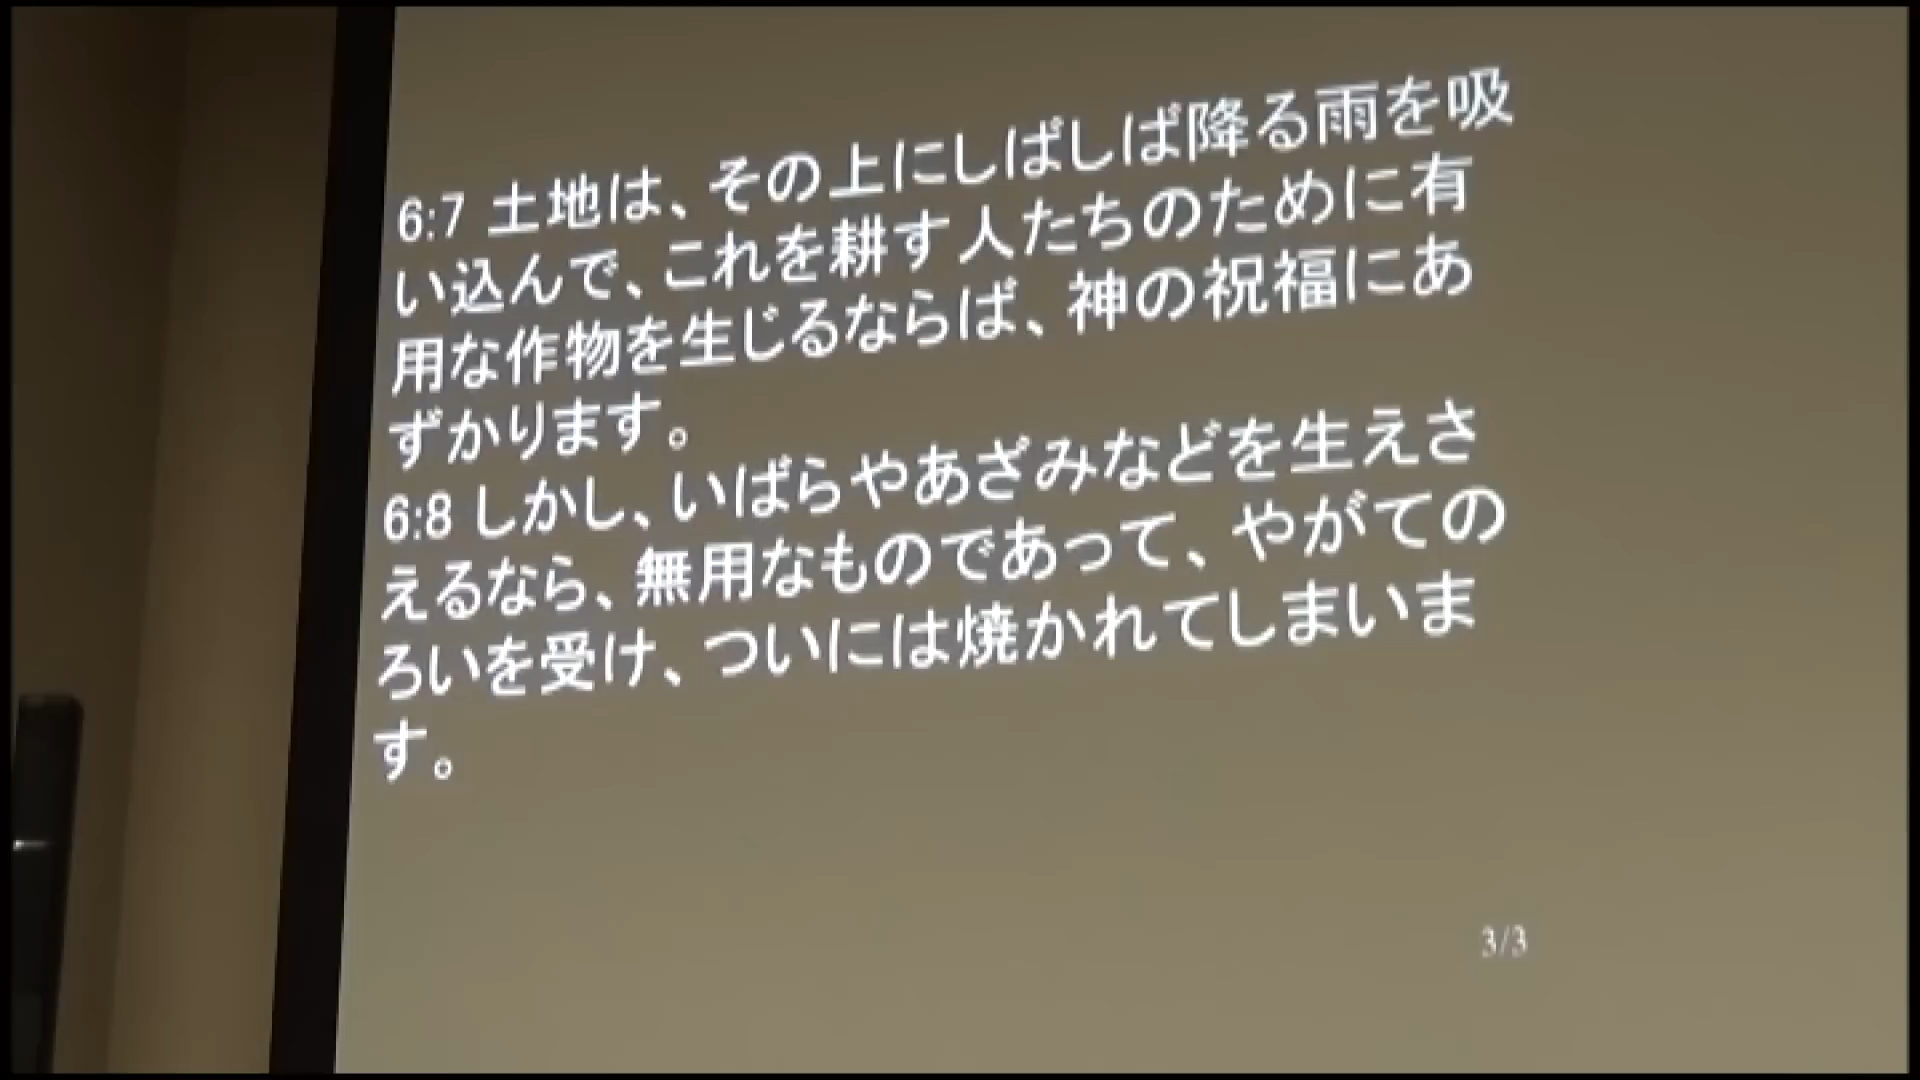 6:7 土地は、その上にしばしば降る雨を吸
い込んで、これを耕す人たちのために有
用な作物を生じるならば、神の祝福にあ
ずかります。
6:8 しかし、いばらやあざみなどを生えさ
えるなら、無用なものであって、やがての
ろいを受け、ついには焼かれてしまいま
す。
3/3